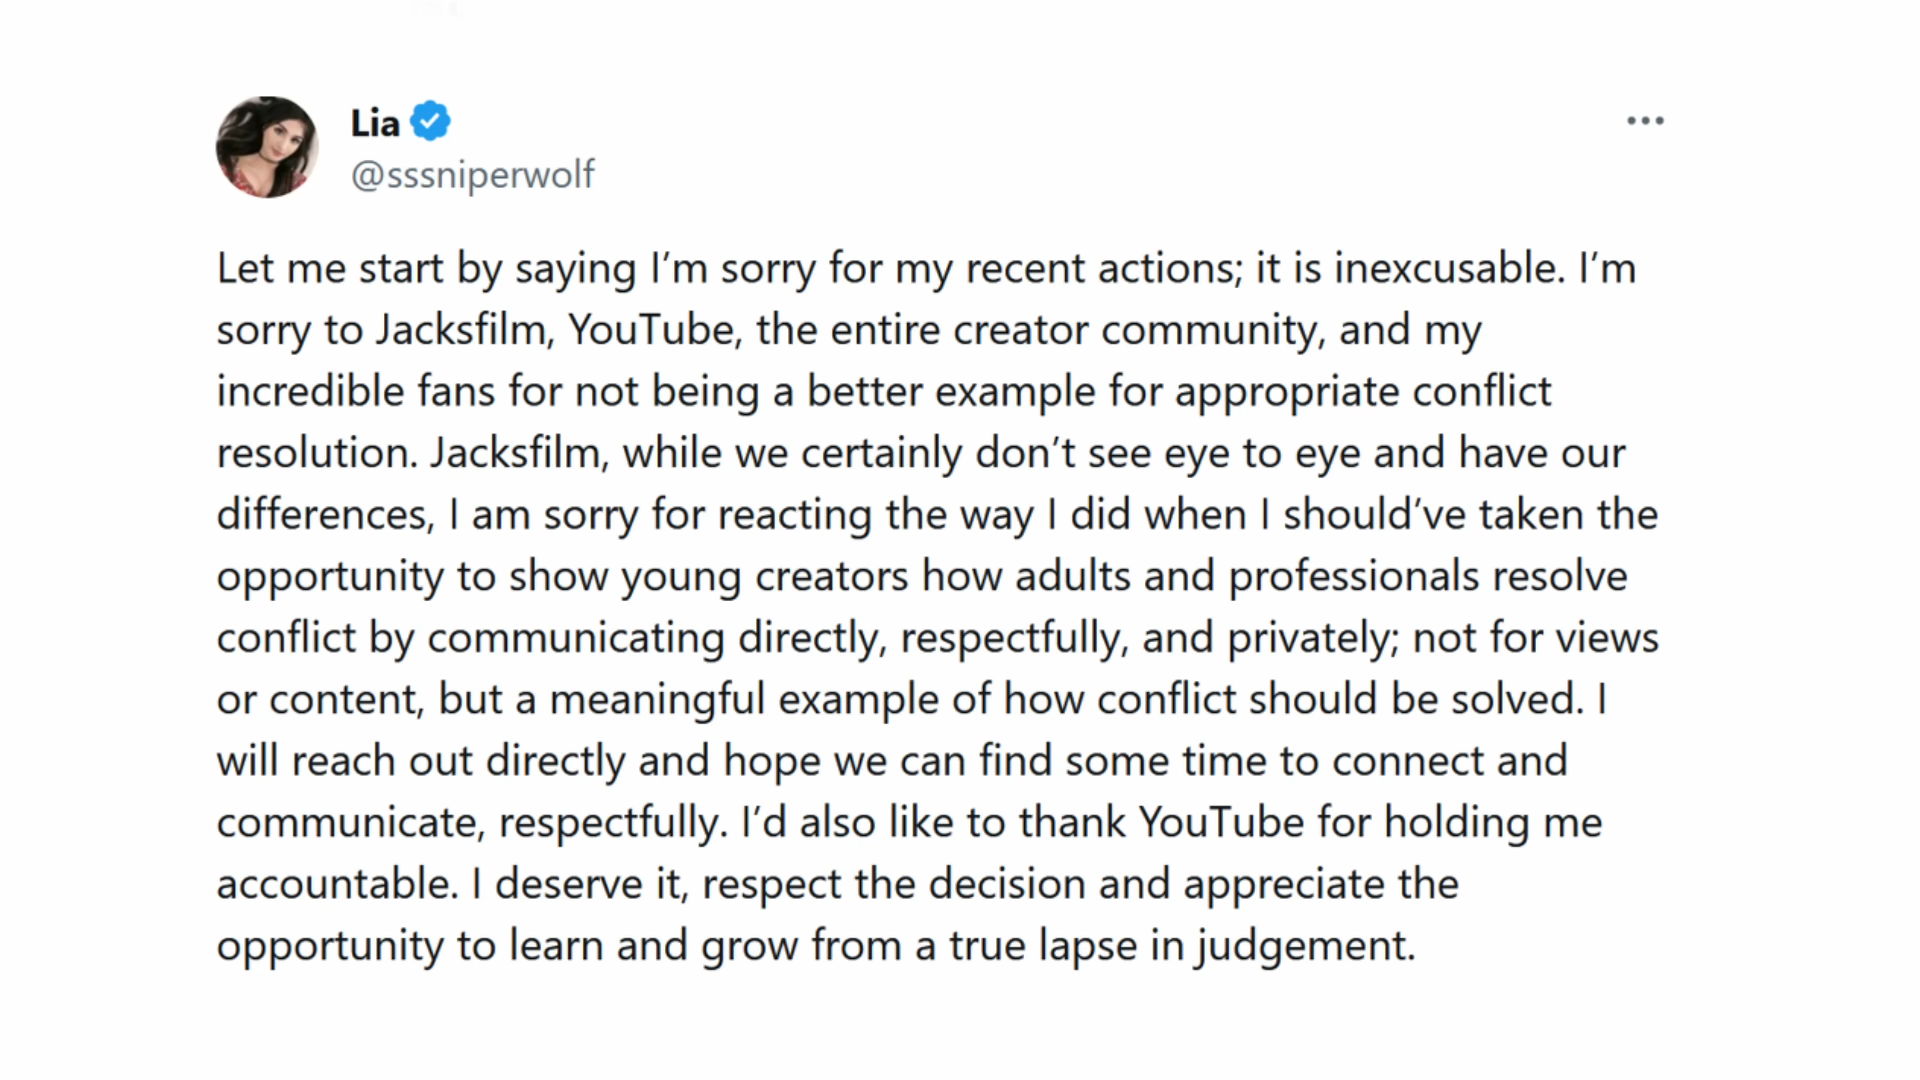 Lia
@sssniperwolf
Let me start by saying I’m sorry for my recent actions; it is inexcusable. I’m
sorry to Jacksfilm, YouTube, the entire creator community, and my
incredible fans for not being a better example for appropriate conflict
resolution. Jacksfilm, while we certainly don’t see eye to eye and have our
differences, I am sorry for reacting the way I did when I should’ve taken the
opportunity to show young creators how adults and professionals resolve
conflict by communicating directly, respectfully, and privately; not for views
or content, but a meaningful example of how conflict should be solved. I
will reach out directly and hope we can find some time to connect and
communicate, respectfully. I’d also like to thank YouTube for holding me
accountable. I deserve it, respect the decision and appreciate the
opportunity to learn and grow from a true lapse in judgement.